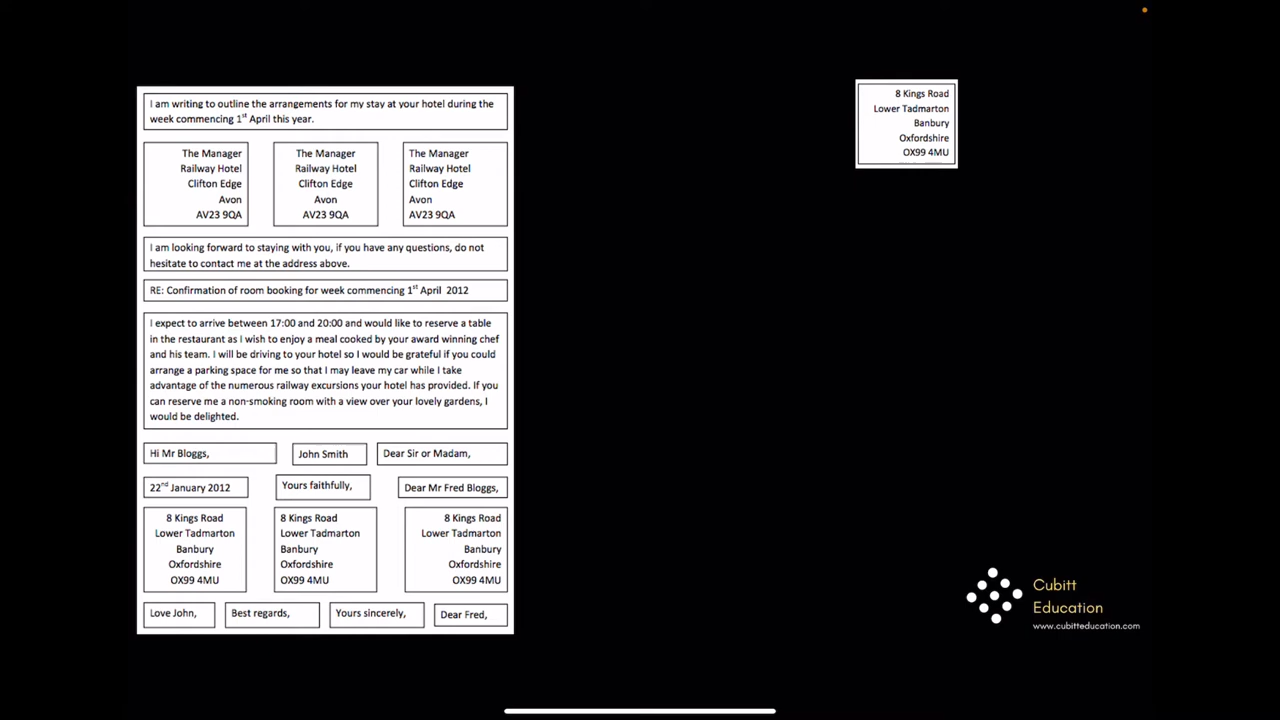 I am writing to outline the arrangements for my stay at your hotel during the
week commencing 1st April this year.
The Manager
Railway Hotel
Clifton Edge
Avon
AV23 9QA
The Manager
Railway Hotel
Clifton Edge
Avon
AV23 9QA
The Manager
Railway Hotel
Clifton Edge
Avon
AV23 9QA
I am looking forward to staying with you, if you have any questions, do not
hesitate to contact me at the address above.
RE: Confirmation of room booking for week commencing 1st April 2012
I expect to arrive between 17:00 and 20:00 and would like to reserve a table
in the restaurant as I wish to enjoy a meal cooked by your award winning chef
and his team. I will be driving to your hotel so I would be grateful if you could
arrange a parking space for me so that I may leave my car while I take
advantage of the numerous railway excursions your hotel has provided. If you
can reserve me a non-smoking room with a view over your lovely gardens, I
would be delighted.
Hi Mr Bloggs,
John Smith
Dear Sir or Madam,
22nd January 2012
Yours faithfully,
Dear Mr Fred Bloggs,
8 Kings Road
Lower Tadmarton
Banbury
Oxfordshire
OX99 4MU
8 Kings Road
Lower Tadmarton
Banbury
Oxfordshire
OX99 4MU
8 Kings Road
Lower Tadmarton
Banbury
Oxfordshire
OX99 4MU
Love John,
Best regards,
Yours sincerely,
Dear Fred,
8 Kings Road
Lower Tadmarton
Banbury
Oxfordshire
OX99 4MU
Cubitt
Education
www.cubitteducation.com